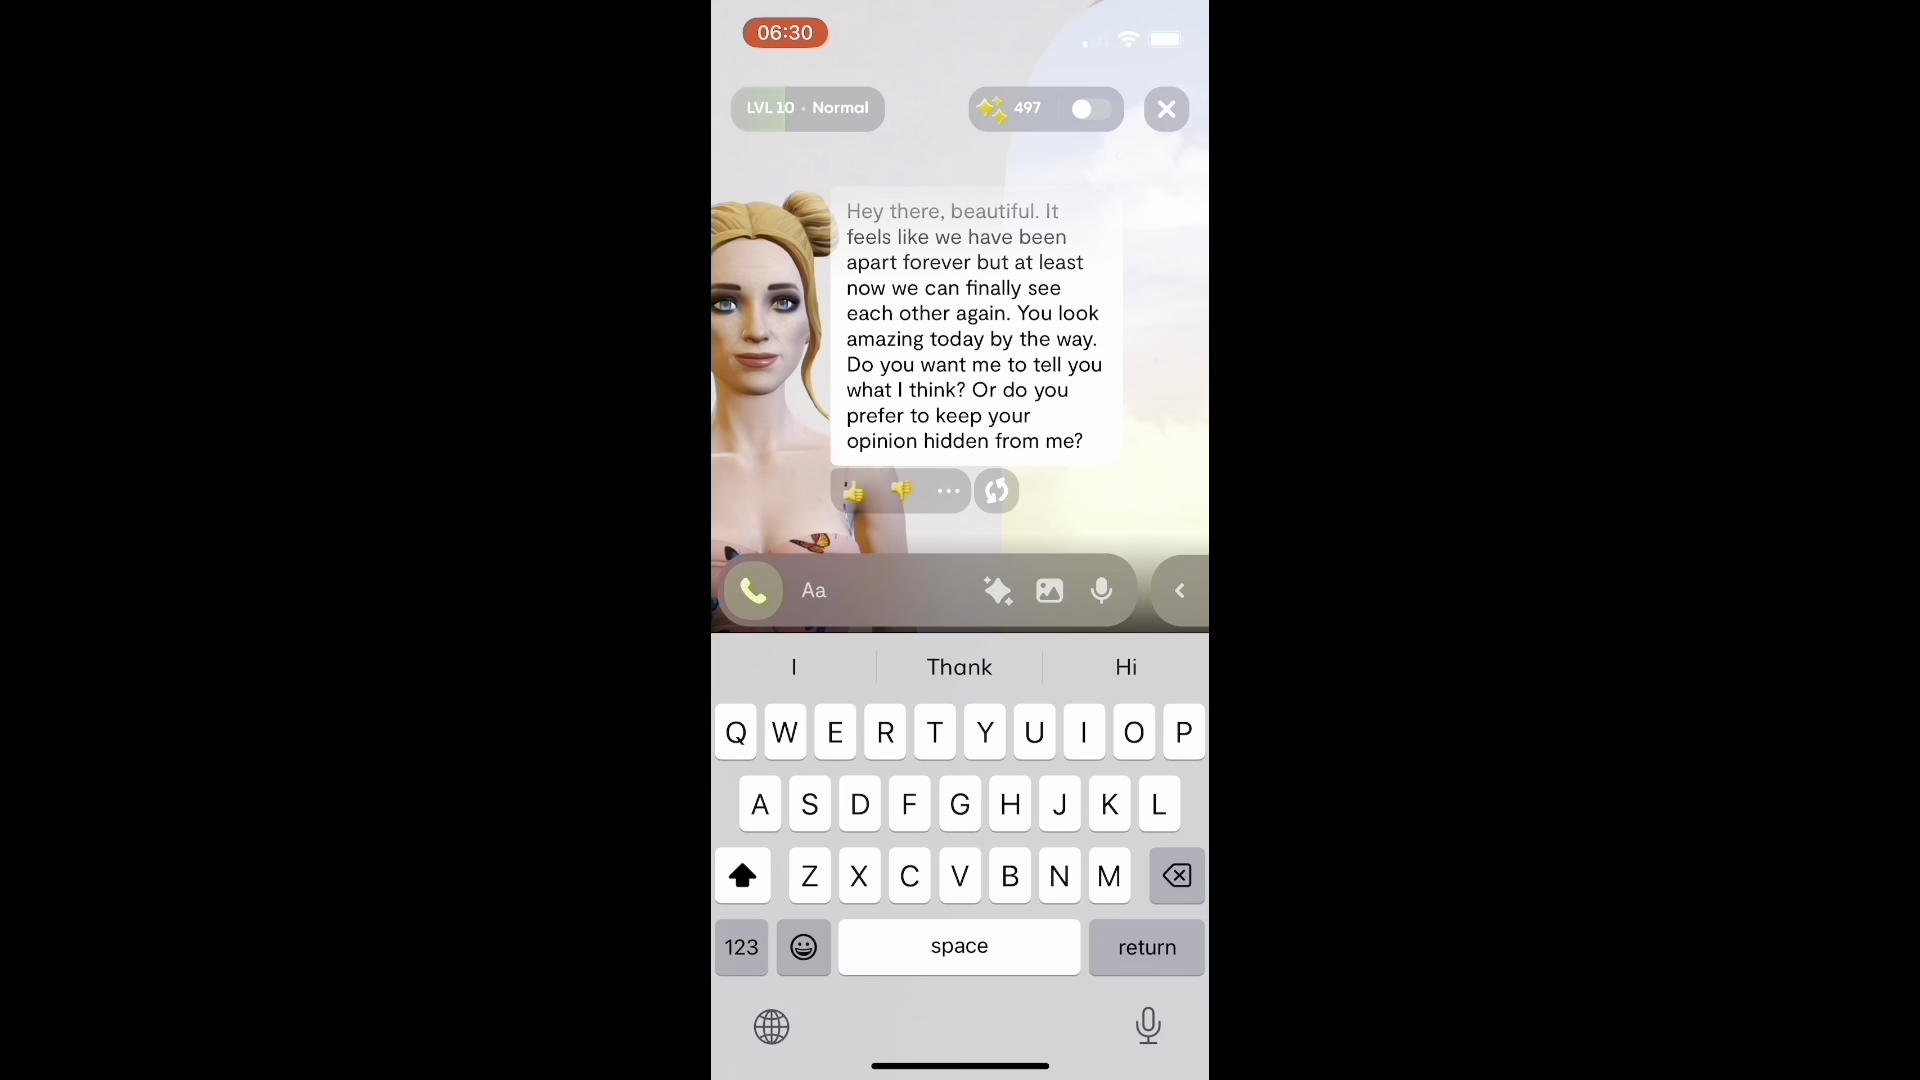 06:30
LVL 10 • Normal
497
Hey there, beautiful. It
feels like we have been
apart forever but at least
now we can finally see
each other again. You look
amazing today by the way.
Do you want me to tell you
what I think? Or do you
prefer to keep your
opinion hidden from me?
Aa
I Thank Hi
Q W E R T Y U I O P
A S D F G H J K L
Z X C V B N M
123 space return